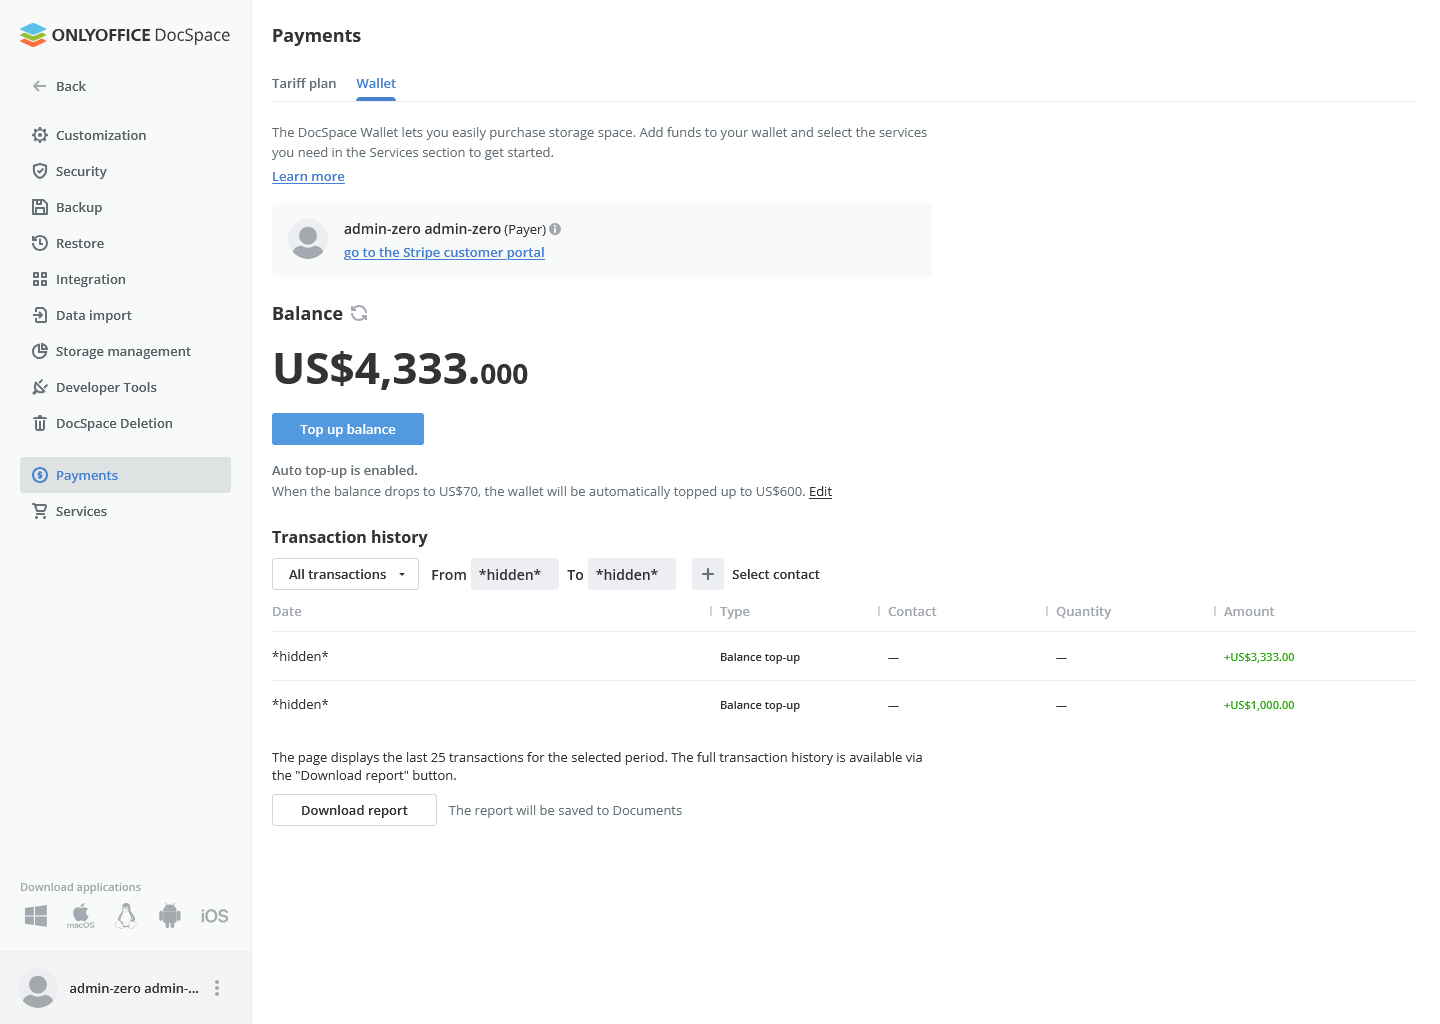 ONLYOFFICE DocSpace
Back
Customization
Security
Backup
Restore
Integration
Data import
Storage management
Developer Tools
DocSpace Deletion
Payments
Services
Download applications
macOS
iOS
admin-zero admin-...
Payments
Tariff plan Wallet
The DocSpace Wallet lets you easily purchase storage space. Add funds to your wallet and select the services
you need in the Services section to get started.
Learn more
admin-zero admin-zero (Payer)
go to the Stripe customer portal
Balance
US$4,333.000
Top up balance
Auto top-up is enabled.
When the balance drops to US$70, the wallet will be automatically topped up to US$600. Edit
Transaction history
All transactions From *hidden* To *hidden* + Select contact
Date Type Contact Quantity Amount
*hidden* Balance top-up — — +US$3,333.00
*hidden* Balance top-up — — +US$1,000.00
The page displays the last 25 transactions for the selected period. The full transaction history is available via
the "Download report" button.
Download report The report will be saved to Documents